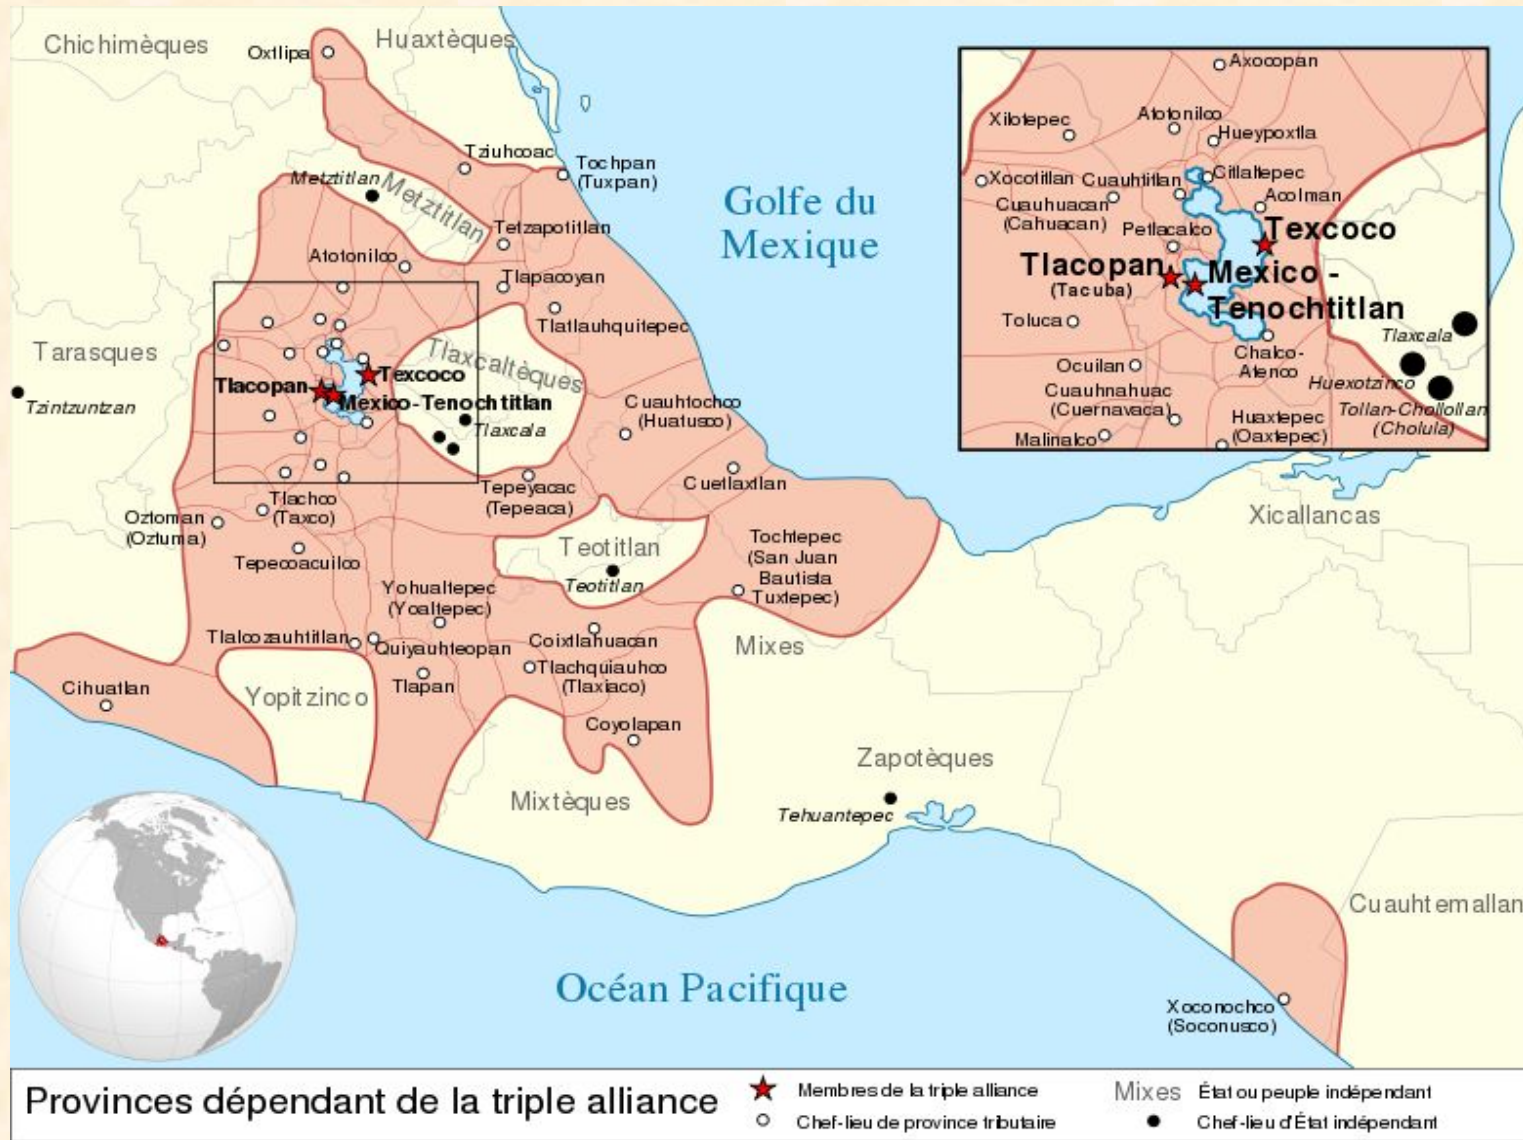 Chichimèques
Huaxtèques
Oxtlipa
Tziuhcoac
Tochpan
(Tuxpan)
Metztitlan
Metztitlan
Golfe du
Mexique
Tetzapotitlan
Atotonilco
Tlapacoyan
Tlatlauhquitepec
Tarasques
Tlaxcaltèques
Tzintzuntzan
Tlacopan
Texcoco
Mexico-Tenochtitlan
Tlaxcala
Cuauhtochco
(Huatusco)
Cuetlaxtlan
Tepeyacac
(Tepeaca)
Tlachco
(Taxco)
Oztoman
(Oztuma)
Tepecoacuilco
Teotitlan
Teotitlan
Tochtepec
(San Juan
Bautista
Tuxtepec)
Yohualtepec
(Yoaltepec)
Tlalcozauhtitlan
Quiyauhteopan
Coixtlahuacan
Tlachquiauhco
(Tlaxiaco)
Mixes
Cihuatlan
Yopitzinco
Tlapan
Coyolapan
Mixtèques
Zapotèques
Tehuantepec
Océan Pacifique
Xicallancas
Cuauhtemallan
Xoconochco
(Soconusco)
Axocopan
Xilotepec
Atotonilco
Hueypoxtla
Xocotitlan
Cuauhtitlan
Citlaltepec
Cuauhuacan
(Cahuacan)
Acolman
Petlacalco
Texcoco
Tlacopan
(Tacuba)
Mexico -
Tenochtitlan
Toluca
Tlaxcala
Chalco-
Atenco
Ocuilan
Huexotzinco
Cuauhnahuac
(Cuernavaca)
Tollan-Chollollan
(Cholula)
Malinalco
Huaxtepec
(Oaxtepec)
Provinces dépendant de la triple alliance
Membres de la triple alliance
Chef-lieu de province tributaire
Mixes État ou peuple indépendant
Chef-lieu d'État indépendant